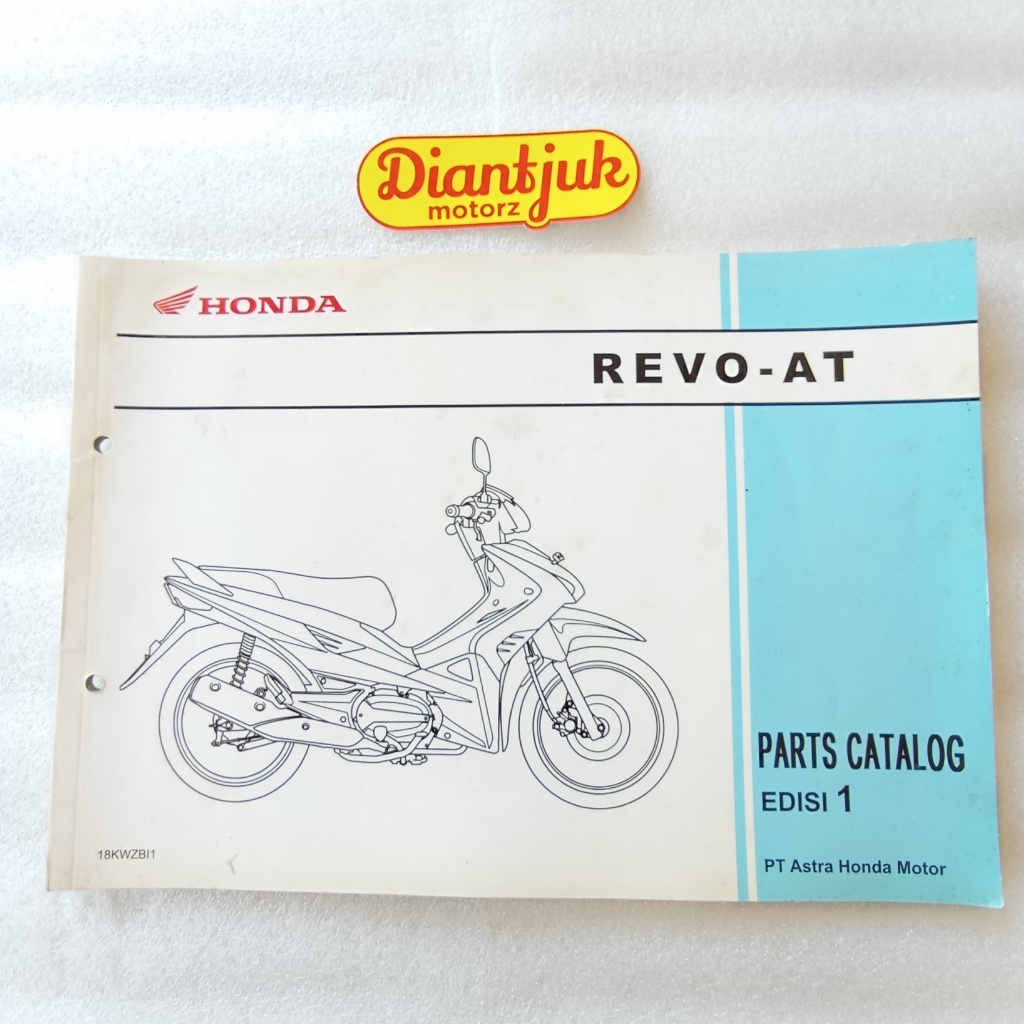 Diantjuk
motorz
HONDA
REVO-AT
PARTS CATALOG
EDISI 1
18KWZBI1
PT Astra Honda Motor